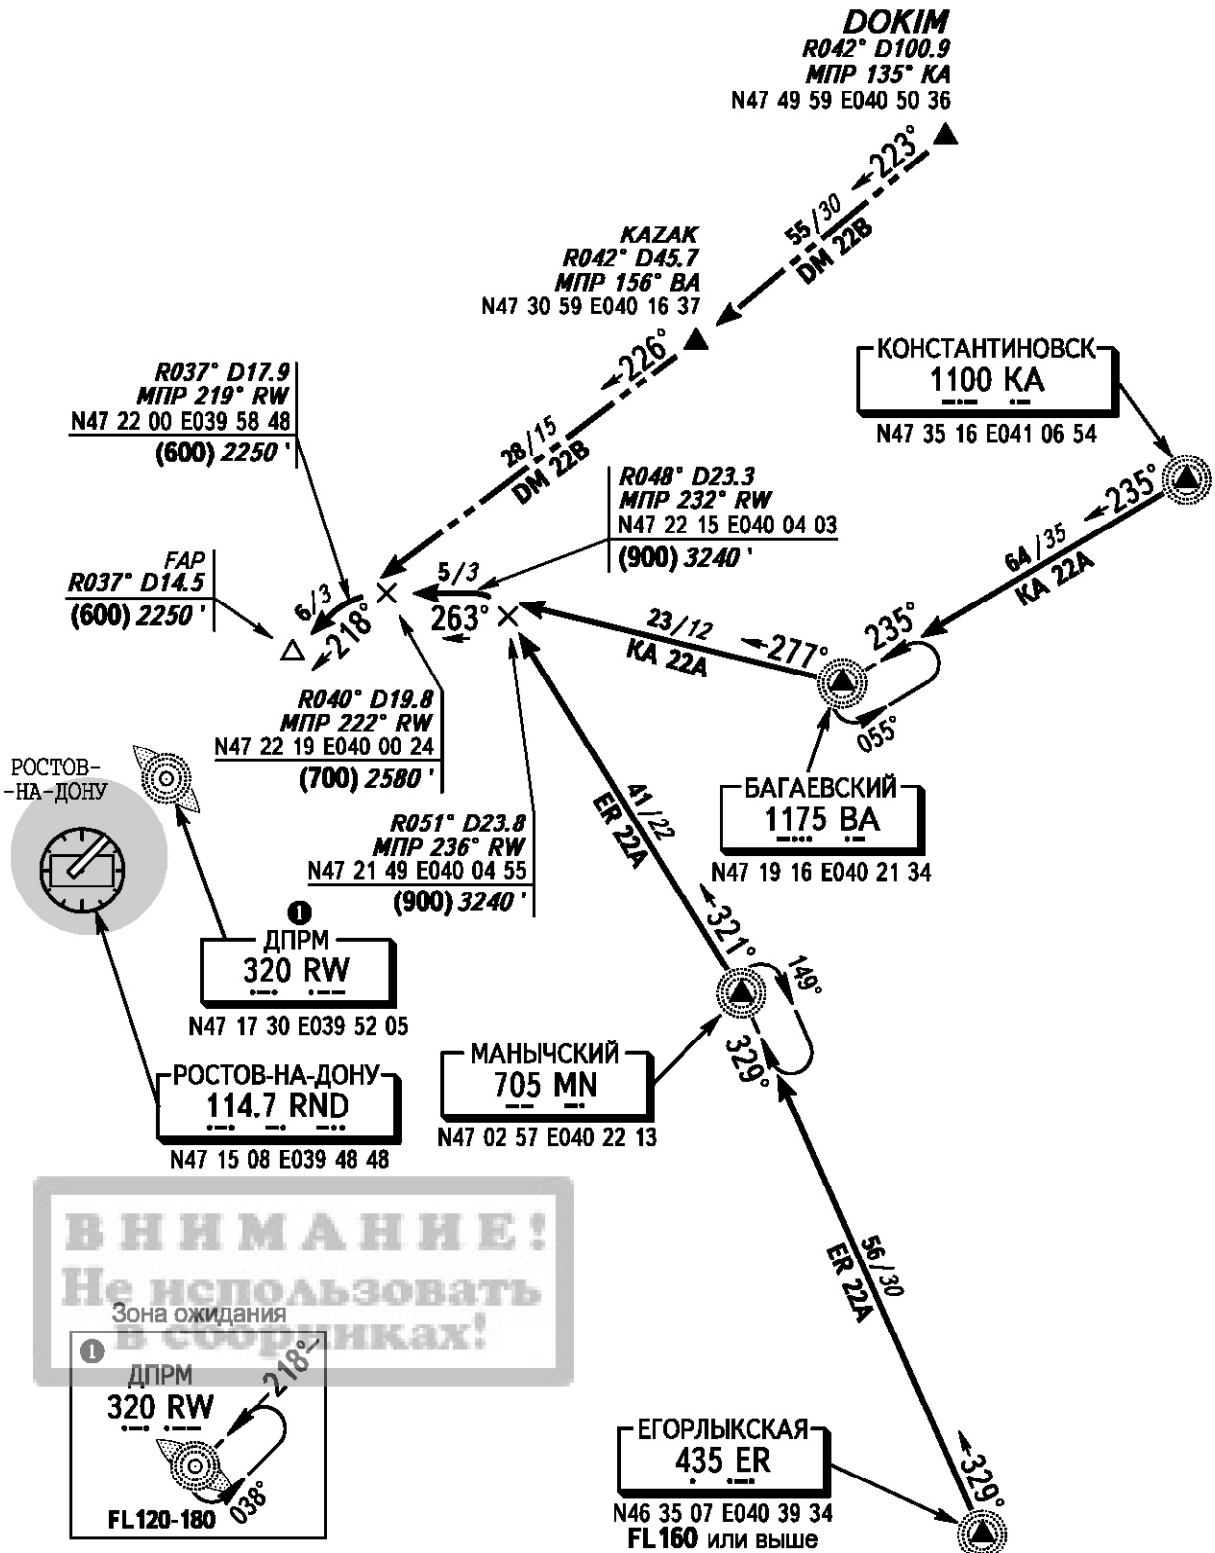 DOKIM
R042° D100.9
МПР 135° KA
N47 49 59 E040 50 36
223°
55/30
DM 22B
KAZAK
R042° D45.7
МПР 156° BA
N47 30 59 E040 16 37
226°
28/15
DM 22B
КОНСТАНТИНОВСК
1100 KA
N47 35 16 E041 06 54
235°
64/35
KA 22A
R037° D17.9
МПР 219° RW
N47 22 00 E039 58 48
(600) 2250 '
R048° D23.3
МПР 232° RW
N47 22 15 E040 04 03
(900) 3240 '
FAP
R037° D14.5
(600) 2250 '
6/3
218°
5/3
263°
23/12
KA 22A
277°
235°
055°
R040° D19.8
МПР 222° RW
N47 22 19 E040 00 24
(700) 2580 '
РОСТОВ-
-НА-ДОНУ
БАГАЕВСКИЙ
1175 BA
N47 19 16 E040 21 34
41/22
ER 22A
R051° D23.8
МПР 236° RW
N47 21 49 E040 04 55
(900) 3240 '
321°
149°
329°
1
ДПРМ
320 RW
N47 17 30 E039 52 05
РОСТОВ-НА-ДОНУ
114.7 RND
N47 15 08 E039 48 48
МАНЫЧСКИЙ
705 MN
N47 02 57 E040 22 13
56/30
ER 22A
ВНИМАНИЕ!
Не использовать
в сборниках!
Зона ожидания
1
ДПРМ
320 RW
218°
038°
FL120-180
ЕГОРЛЫКСКАЯ
435 ER
N46 35 07 E040 39 34
FL160 или выше
329°